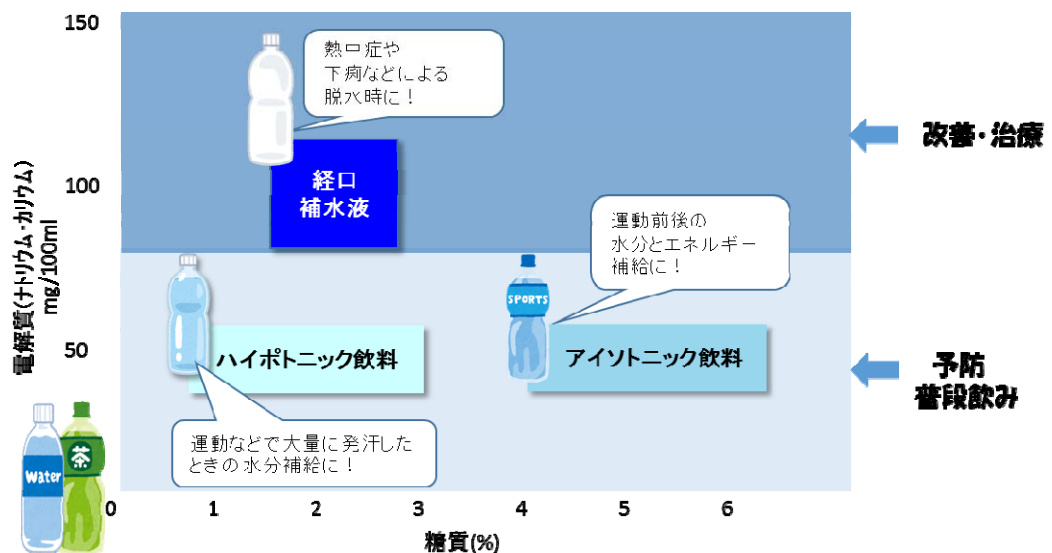 150
熱中症や
下痢などによる
脱水時に!
改善・治療
100
経口
補水液
運動前後の
水分とエネルギー
補給に!
電解質(ナトリウム・カリウム)
mg/100ml
SPORTS
50
ハイポトニック飲料
アイソトニック飲料
予防
普段飲み
運動などで大量に発汗した
ときの水分補給に!
茶
Water
0
1
2
3
4
5
6
糖質(%)